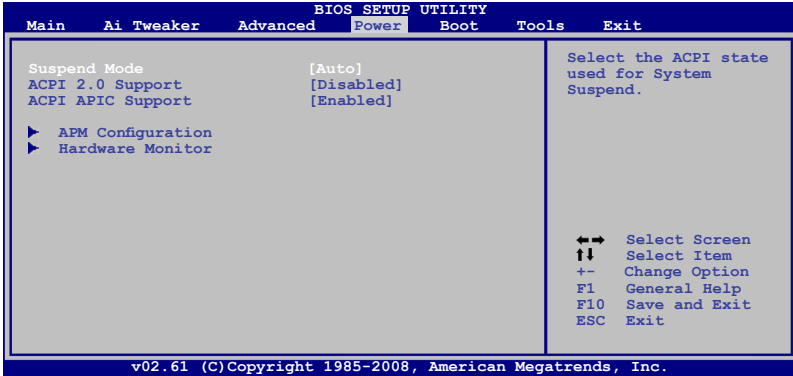 BIOS SETUP UTILITY
Main Ai Tweaker Advanced Power Boot Tools Exit
Suspend Mode [Auto]
ACPI 2.0 Support [Disabled]
ACPI APIC Support [Enabled]
APM Configuration
Hardware Monitor
Select the ACPI state
used for System
Suspend.
Select Screen
Select Item
+- Change Option
F1 General Help
F10 Save and Exit
ESC Exit
v02.61 (C)Copyright 1985-2008, American Megatrends, Inc.